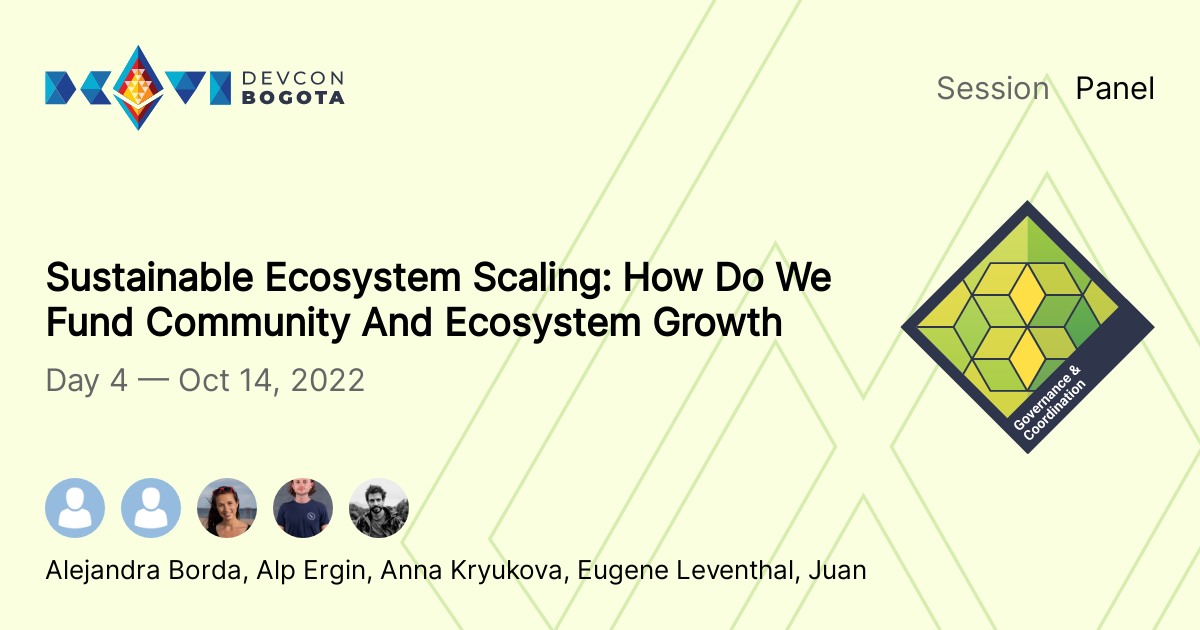 DEVCON
BOGOTA
Session Panel
Sustainable Ecosystem Scaling: How Do We
Fund Community And Ecosystem Growth
Day 4 — Oct 14, 2022
Governance &
Coordination
Alejandra Borda, Alp Ergin, Anna Kryukova, Eugene Leventhal, Juan